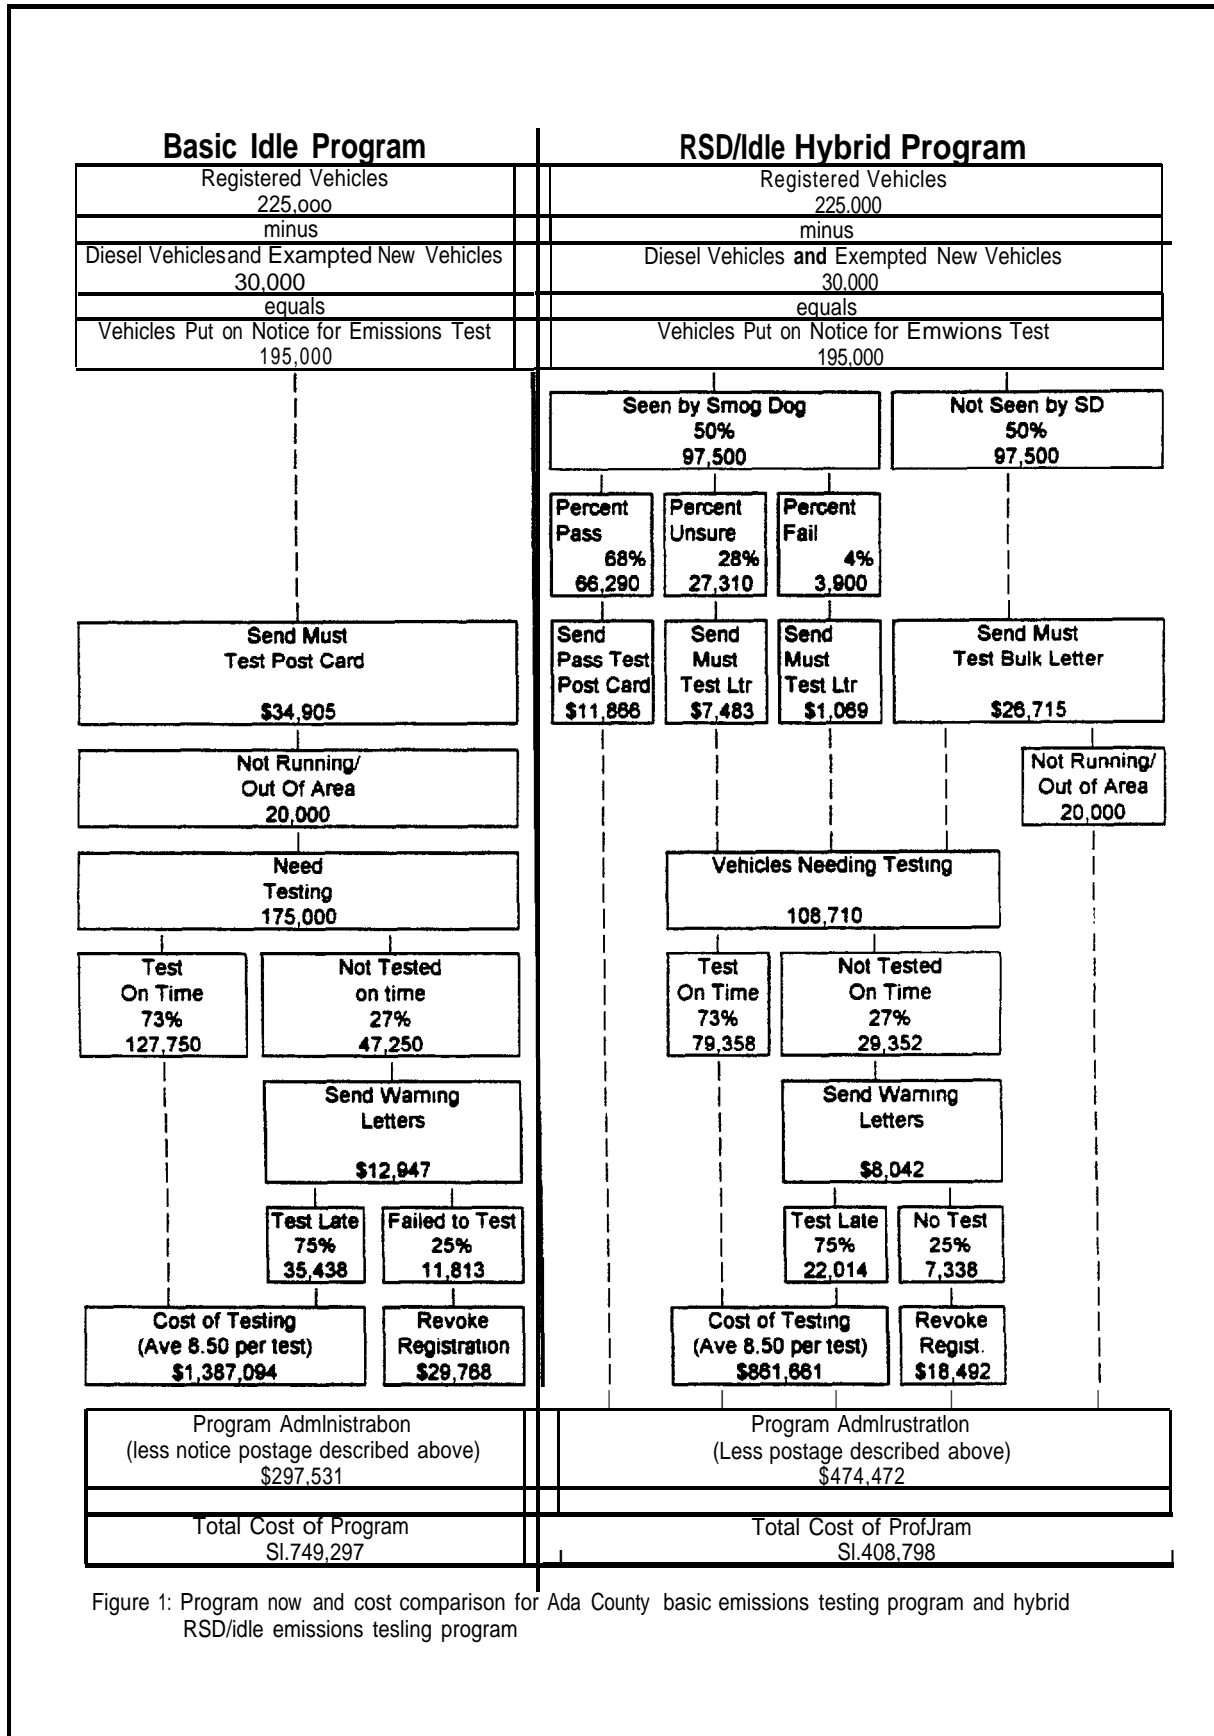 Basic Idle Program
Registered Vehicles
225,ooo
minus
Diesel Vehiclesand Exampted New Vehicles
30,000
equals
Vehicles Put on Notice for Emissions Test
195,000
Send Must
Test Post Card
$34,905
Not Running/
Out Of Area
20,000
Need
Testing
175,000
Test
On Time
73%
127,750
Not Tested
on time
27%
47,250
Send Warning
Letters
$12,947
Test Late
75%
35,438
Failed to Test
25%
11,813
Cost of Testing
(Ave 8.50 per test)
$1,387,094
Revoke
Registration
$29,768
Program AdmInistrabon
(less notice postage described above)
$297,531
Total Cost of Program
SI.749,297
RSD/Idle Hybrid Program
Registered Vehicles
225.000
minus
Diesel Vehicles and Exempted New Vehicles
30.000
equals
Vehicles Put on Notice for Emwions Test
195,000
Seen by Smog Dog
50%
97,500
Not Seen by SD
50%
97,500
Percent
Pass
68%
66,290
Percent
Unsure
28%
27,310
Percent
Fail
4%
3,900
Send
Pass Test
Post Card
$11,866
Send
Must
Test Ltr
$7,483
Send
Must
Test Ltr
$1,069
Send Must
Test Bulk Letter
$26,715
Not Running/
Out of Area
20,000
Vehicles Needing Testing
108,710
Test
On Time
73%
79,358
Not Tested
On Time
27%
29,352
Send Warning
Letters
$8,042
Test Late
75%
22,014
No Test
25%
7,338
Cost of Testing
(Ave 8.50 per test)
$861,661
Revoke
Regist.
$18,492
Program AdmIrustratIon
(Less postage described above)
$474,472
Total Cost of ProfJram
SI.408,798
Figure 1: Program now and cost comparison for Ada County basic emissions testing program and hybrid
RSD/idle emissions tesling program